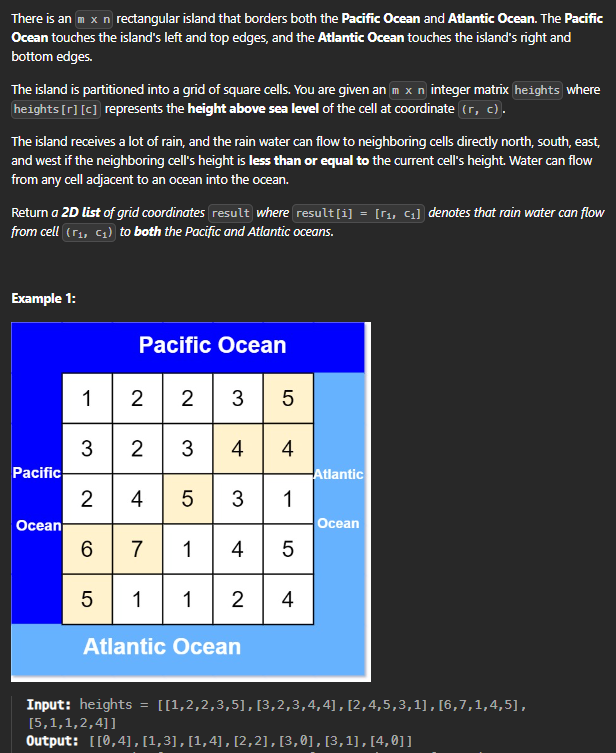 There is an m x n rectangular island that borders both the Pacific Ocean and Atlantic Ocean. The Pacific
Ocean touches the island's left and top edges, and the Atlantic Ocean touches the island's right and
bottom edges.
The island is partitioned into a grid of square cells. You are given an m x n integer matrix heights where
heights[r][c] represents the height above sea level of the cell at coordinate (r, c).
The island receives a lot of rain, and the rain water can flow to neighboring cells directly north, south, east,
and west if the neighboring cell's height is less than or equal to the current cell's height. Water can flow
from any cell adjacent to an ocean into the ocean.
Return a 2D list of grid coordinates result where result[i] = [r₁, c₁] denotes that rain water can flow
from cell (r₁, c₁) to both the Pacific and Atlantic oceans.
Example 1:
Pacific Ocean
1 2 2 3 5
3 2 3 4 4
Pacific
Atlantic
2 4 5 3 1
Ocean
Ocean
6 7 1 4 5
5 1 1 2 4
Atlantic Ocean
Input: heights = [[1,2,2,3,5],[3,2,3,4,4],[2,4,5,3,1],[6,7,1,4,5],
[5,1,1,2,4]]
Output: [[0,4],[1,3],[1,4],[2,2],[3,0],[3,1],[4,0]]